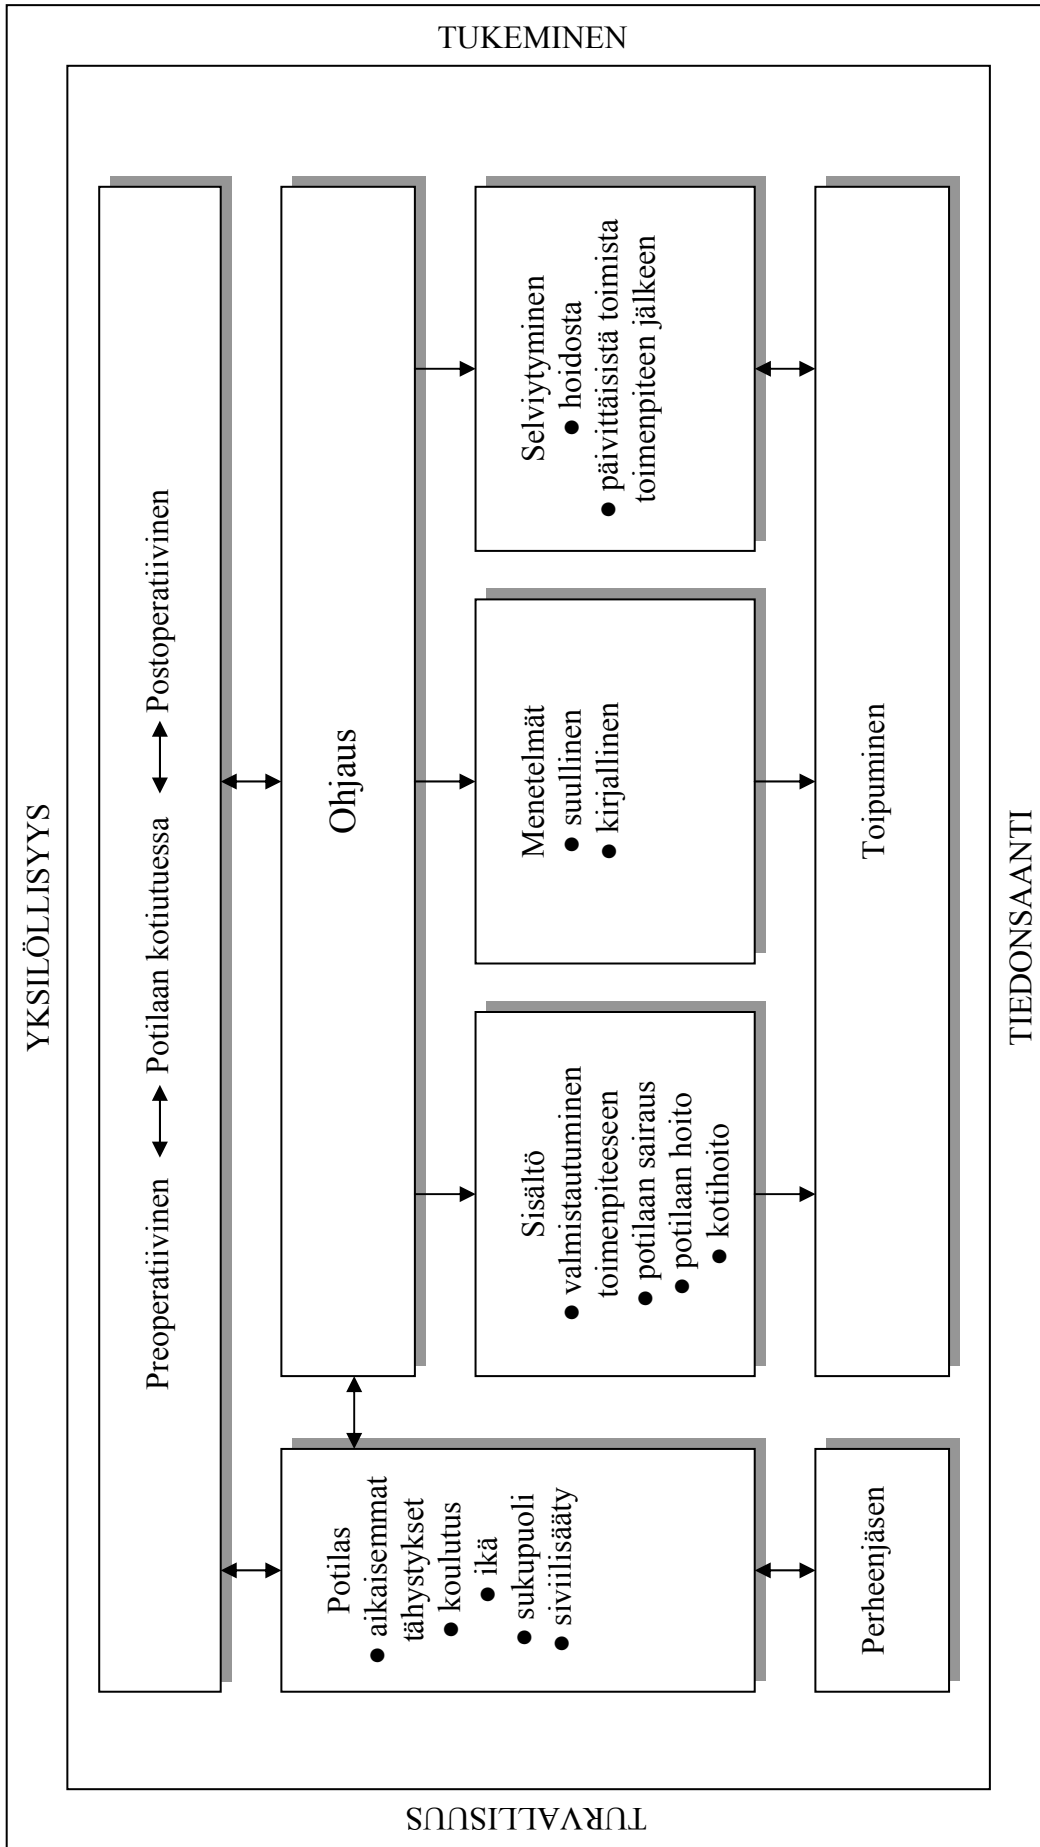 YKSILÖLLISYYS
TUKEMINEN
Preoperatiivinen
Potilaan kotiutuessa
Postoperatiivinen
Potilas
● aikaisemmat
tähystykset
● koulutus
● ikä
● sukupuoli
● siviilisääty
Ohjaus
Sisältö
● valmistautuminen
toimenpiteeseen
● potilaan sairaus
● potilaan hoito
● kotihoito
Menetelmät
● suullinen
● kirjallinen
Selviytyminen
● hoidosta
● päivittäisistä toimista
toimenpiteen jälkeen
Perheenjäsen
Toipuminen
TURVALLISUUS
TIEDONSAANTI